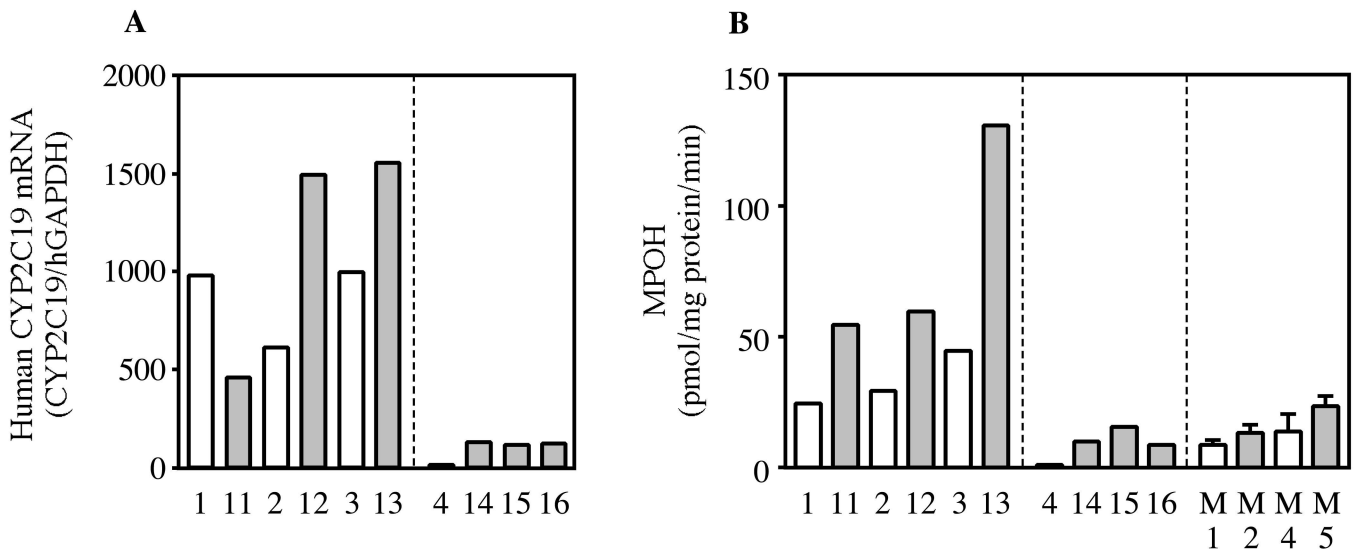 A
Human CYP2C19 mRNA
(CYP2C19/hGAPDH)
2000
1500
1000
500
0
1 11 2 12 3 13 4 14 15 16
B
MPOH
(pmol/mg protein/min)
150
100
50
0
1 11 2 12 3 13 4 14 15 16 M M M M
1 2 4 5